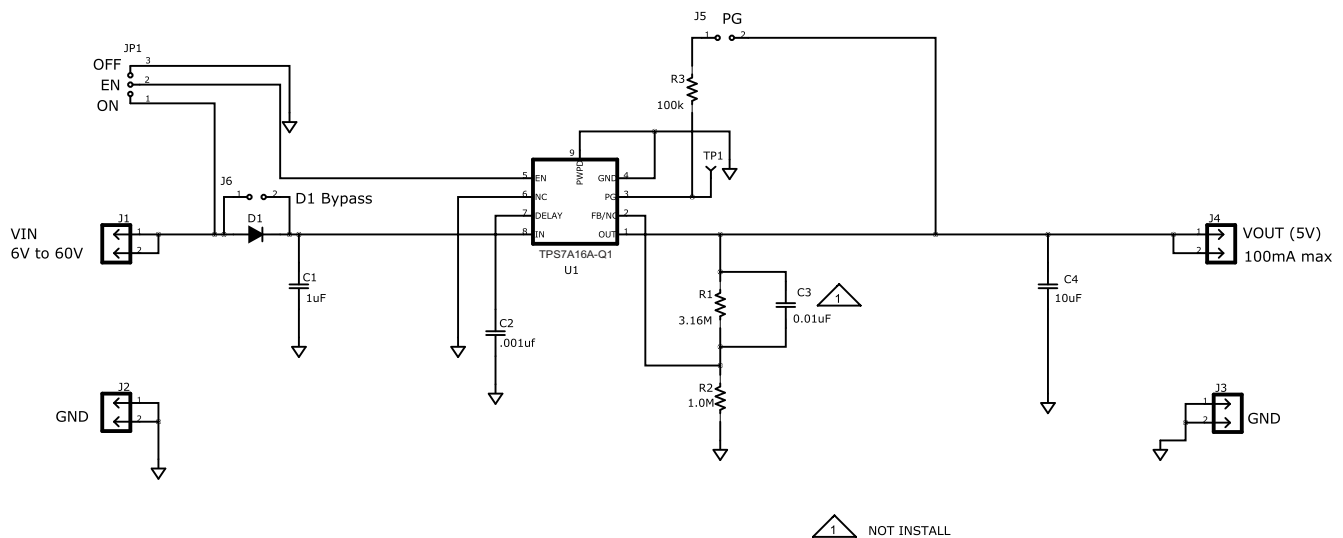 J5 PG
1 2
JP1
OFF 3
EN 2
ON 1
R3
100k
TP1
9
PWPD
5 EN GND 4
6 NC PG 3
7 DELAY FB/NC 2
8 IN OUT 1
TPS7A16A-Q1
U1
J6
1 2
D1 Bypass
J1
D1
VIN
6V to 60V
1
2
C1
1uF
C2
.001uf
R1
3.16M
C3
0.01uF
1
C4
10uF
J4
1
2
VOUT (5V)
100mA max
R2
1.0M
J2
GND
1
2
J3
1
2
GND
1 NOT INSTALL